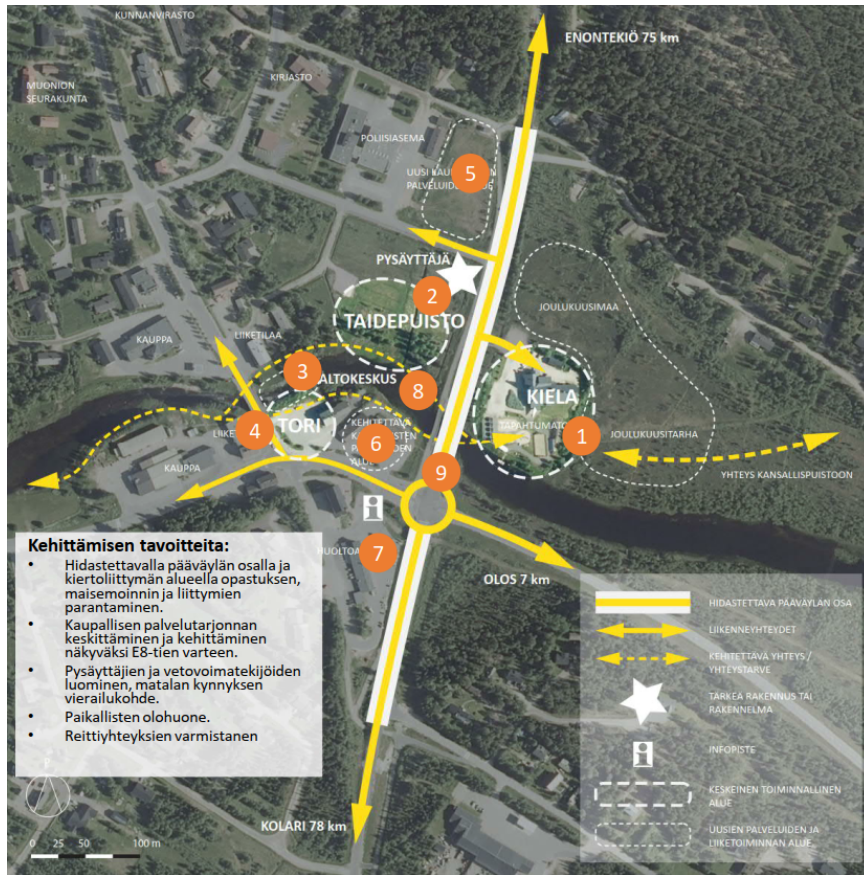 KUNNANVIRASTO
ENONTEKIÖ 75 km
MUONION
SEURAKUNTA
KIRJASTO
POLIISIASEMA
5
UUSI
PALVELUIDEN
PYSÄYTTÄJÄ
2
TAIDEPUISTO
JOULUKUUSIMAA
KAUPPA
LIIKETILAA
3
ALTOKESKUS
8
KIELA
TAPAHTUMATO
1
JOULUKUUSITARHA
4
TORI
KEHITETTÄVÄ
6
ALUE
KAUPPA
YHTEYS KANSALLISPUISTOON
9
7
OLOS 7 km
Kehittämisen tavoitteita:
• Hidastettavalla pääväylän osalla ja
kiertoliittymän alueella opastuksen,
maisemoinnin ja liittymien
parantaminen.
• Kaupallisen palvelutarjonnan
keskittäminen ja kehittäminen
näkyväksi E8-tien varteen.
• Pysäyttäjien ja vetovoimatekijöiden
luominen, matalan kynnyksen
vierailukohde.
• Paikallisten olohuone.
• Reittiyhteyksien varmistanen
HIDASTETTAVA PÄÄVÄYLÄN OSA
LIIKENNEYHTEYDET
KEHITETTÄVÄ YHTEYS /
YHTEYSTARVE
TÄRKEÄ RAKENNUS TAI
RAKENNELMA
INFOPISTE
KESKEINEN TOIMINNALLINEN
ALUE
UUSIEN PALVELUIDEN JA
LIIKETOIMINNAN ALUE
KOLARI 78 km
0 25 50 100 m